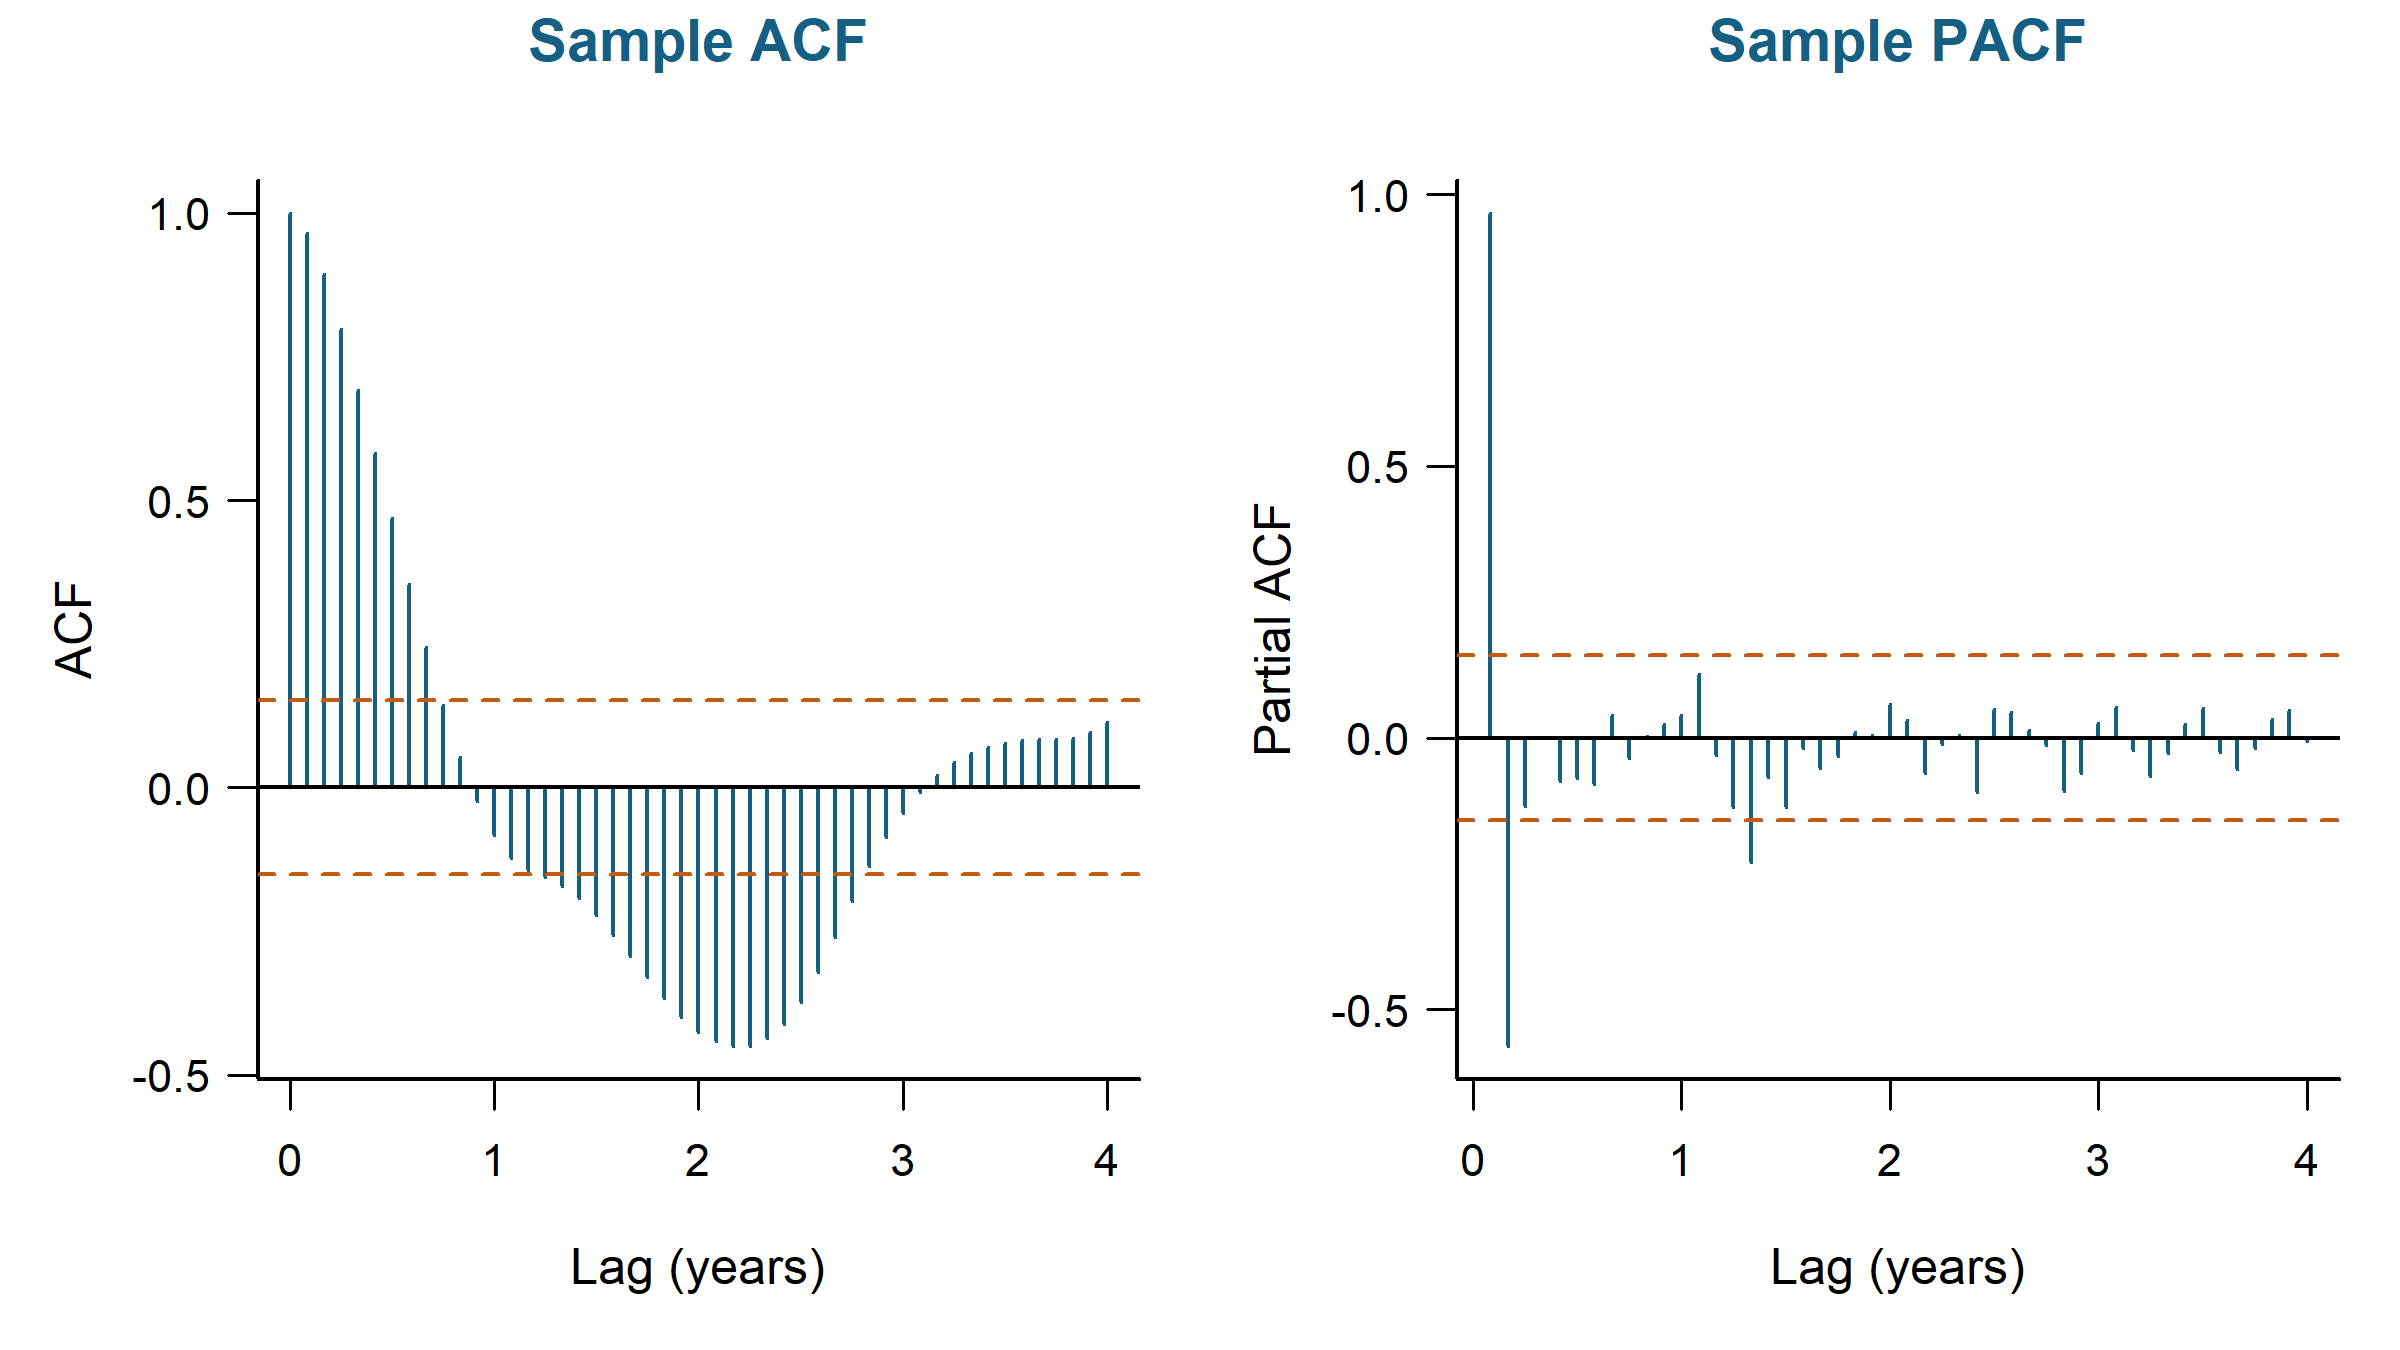 Sample ACF
ACF
1.0
0.5
0.0
-0.5
0 1 2 3 4
Lag (years)
Sample PACF
Partial ACF
1.0
0.5
0.0
-0.5
0 1 2 3 4
Lag (years)